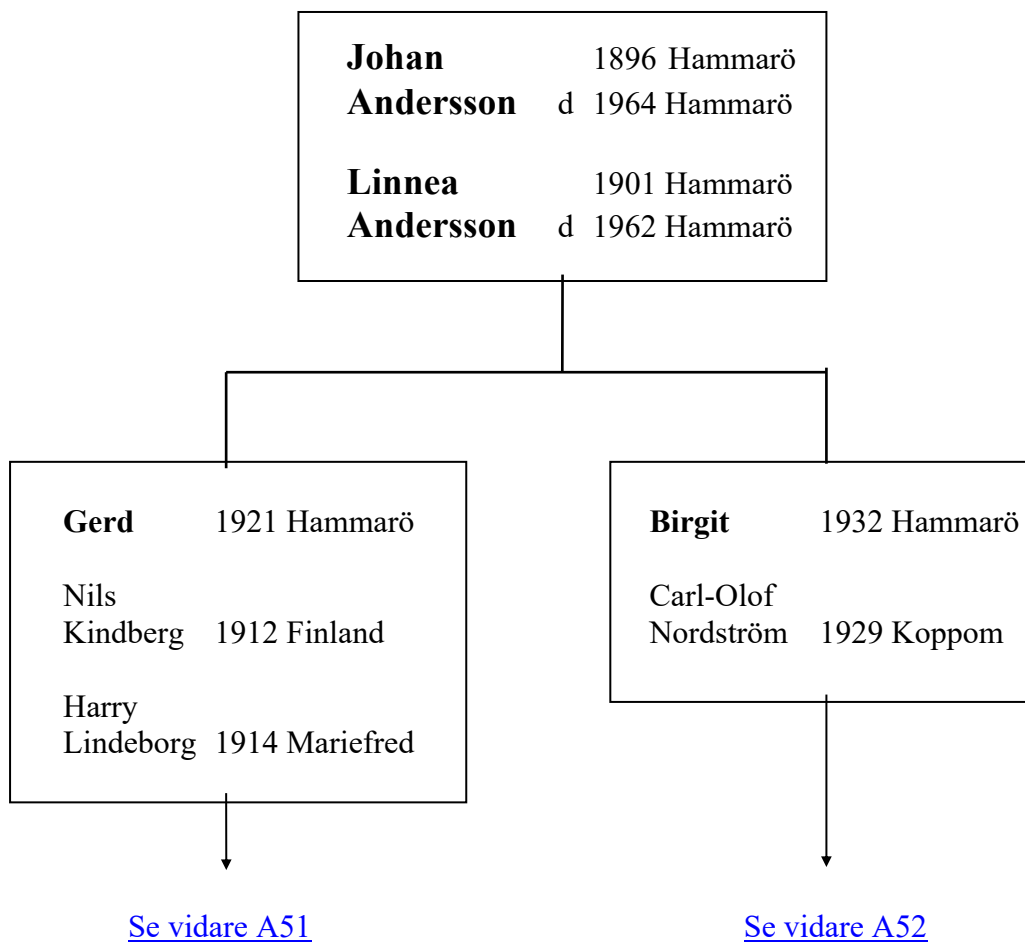 Johan 1896 Hammarö
Andersson d 1964 Hammarö
Linnea 1901 Hammarö
Andersson d 1962 Hammarö
Gerd 1921 Hammarö
Nils
Kindberg 1912 Finland
Harry
Lindeborg 1914 Mariefred
Birgit 1932 Hammarö
Carl-Olof
Nordström 1929 Koppom
Se vidare A51
Se vidare A52